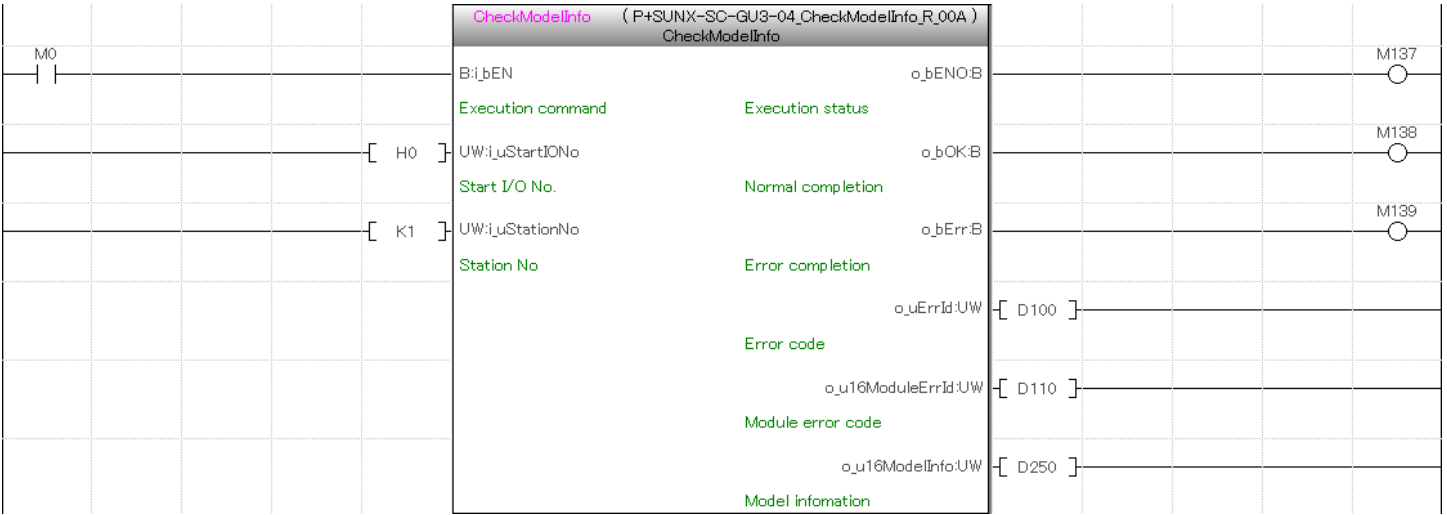 CheckModelInfo (P+SUNX-SC-GU3-04_CheckModelInfo_R_00A)
CheckModelInfo
M0
B:i_bEN
o_bENO:B
M137
Execution command
Execution status
H0
UW:i_uStartIONo
o_bOK:B
M138
Start I/O No.
Normal completion
K1
UW:i_uStationNo
o_bErr:B
M139
Station No
Error completion
o_uErrId:UW
D100
Error code
o_u16ModuleErrId:UW
D110
Module error code
o_u16ModelInfo:UW
D250
Model infomation